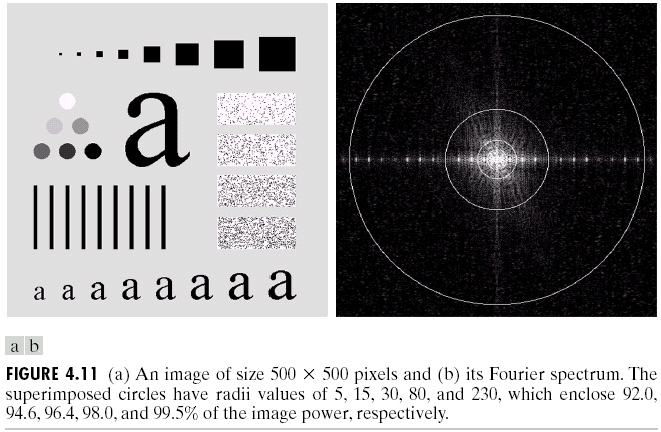 a
a a a a a a a a
a b
FIGURE 4.11 (a) An image of size 500 × 500 pixels and (b) its Fourier spectrum. The
superimposed circles have radii values of 5, 15, 30, 80, and 230, which enclose 92.0,
94.6, 96.4, 98.0, and 99.5% of the image power, respectively.